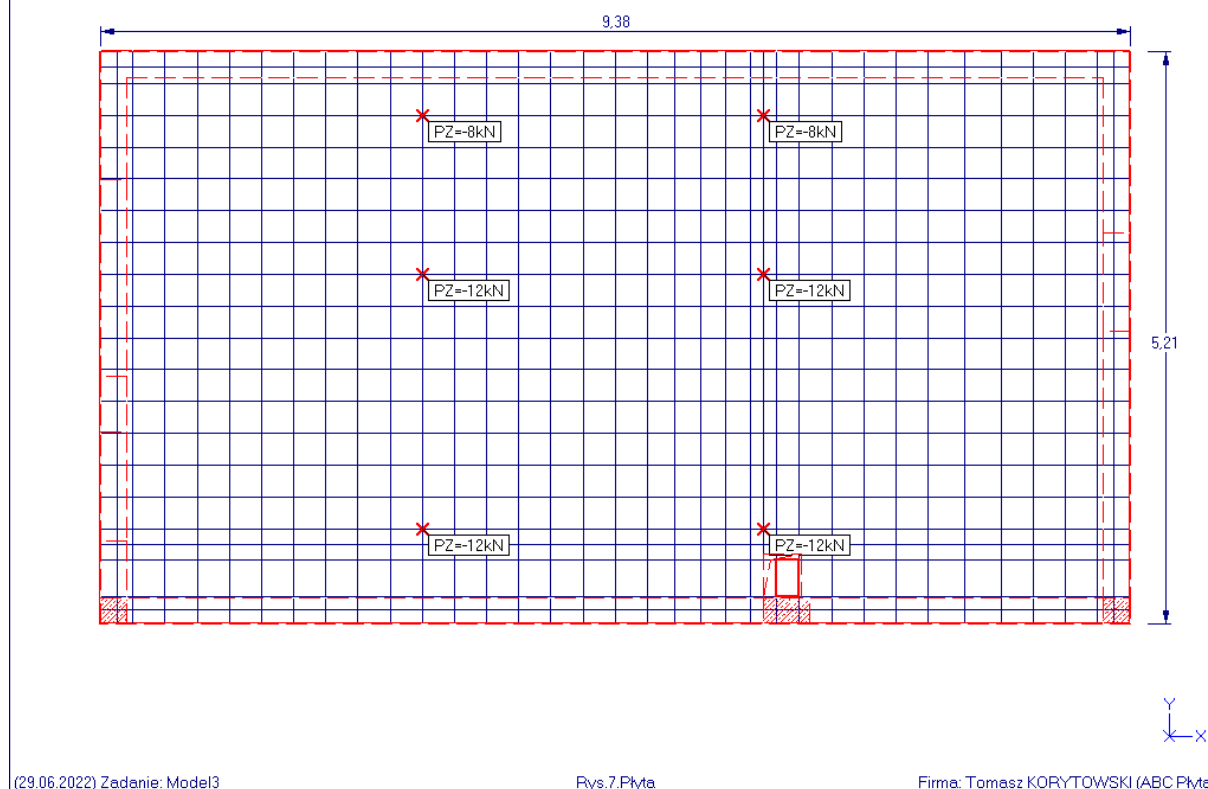 9,38
PZ=-8kN
PZ=-8kN
PZ=-12kN
PZ=-12kN
5,21
PZ=-12kN
PZ=-12kN
Y
X
(29.06.2022) Zadanie: Model3
Rys.7.Płyta
Firma: Tomasz KORYTOWSKI (ABC Płyta